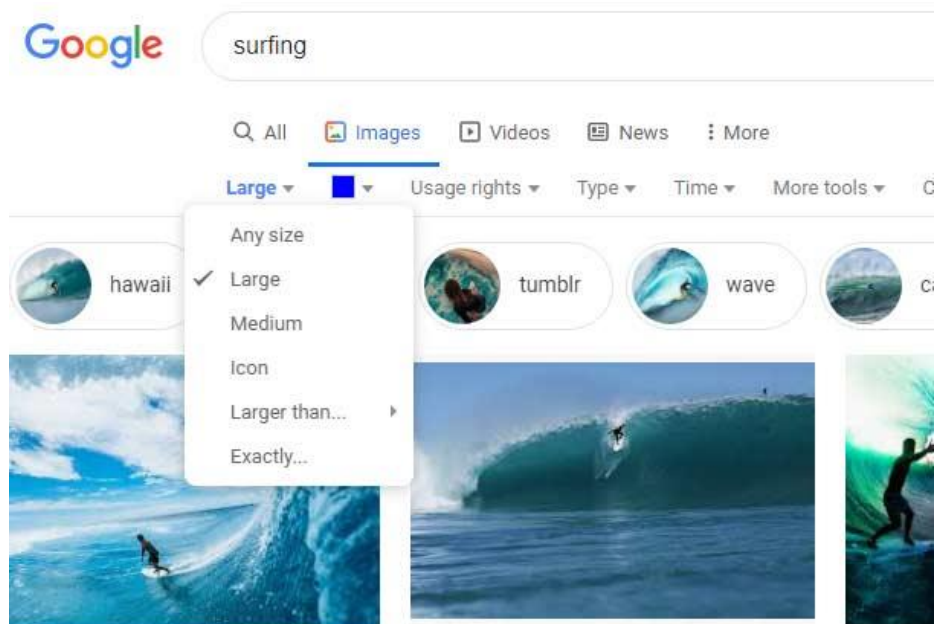 Google surfing
All Images Videos News More
Large Usage rights Type Time More tools
Any size
hawaii Large tumblr wave
Medium
Icon
Larger than...
Exactly...